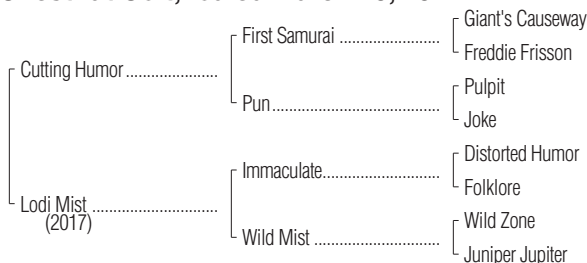 Giant's Causeway
First Samurai
Freddie Frisson
Cutting Humor
Pulpit
Pun
Joke
Distorted Humor
Immaculate
Folklore
Lodi Mist
(2017)
Wild Zone
Wild Mist
Juniper Jupiter